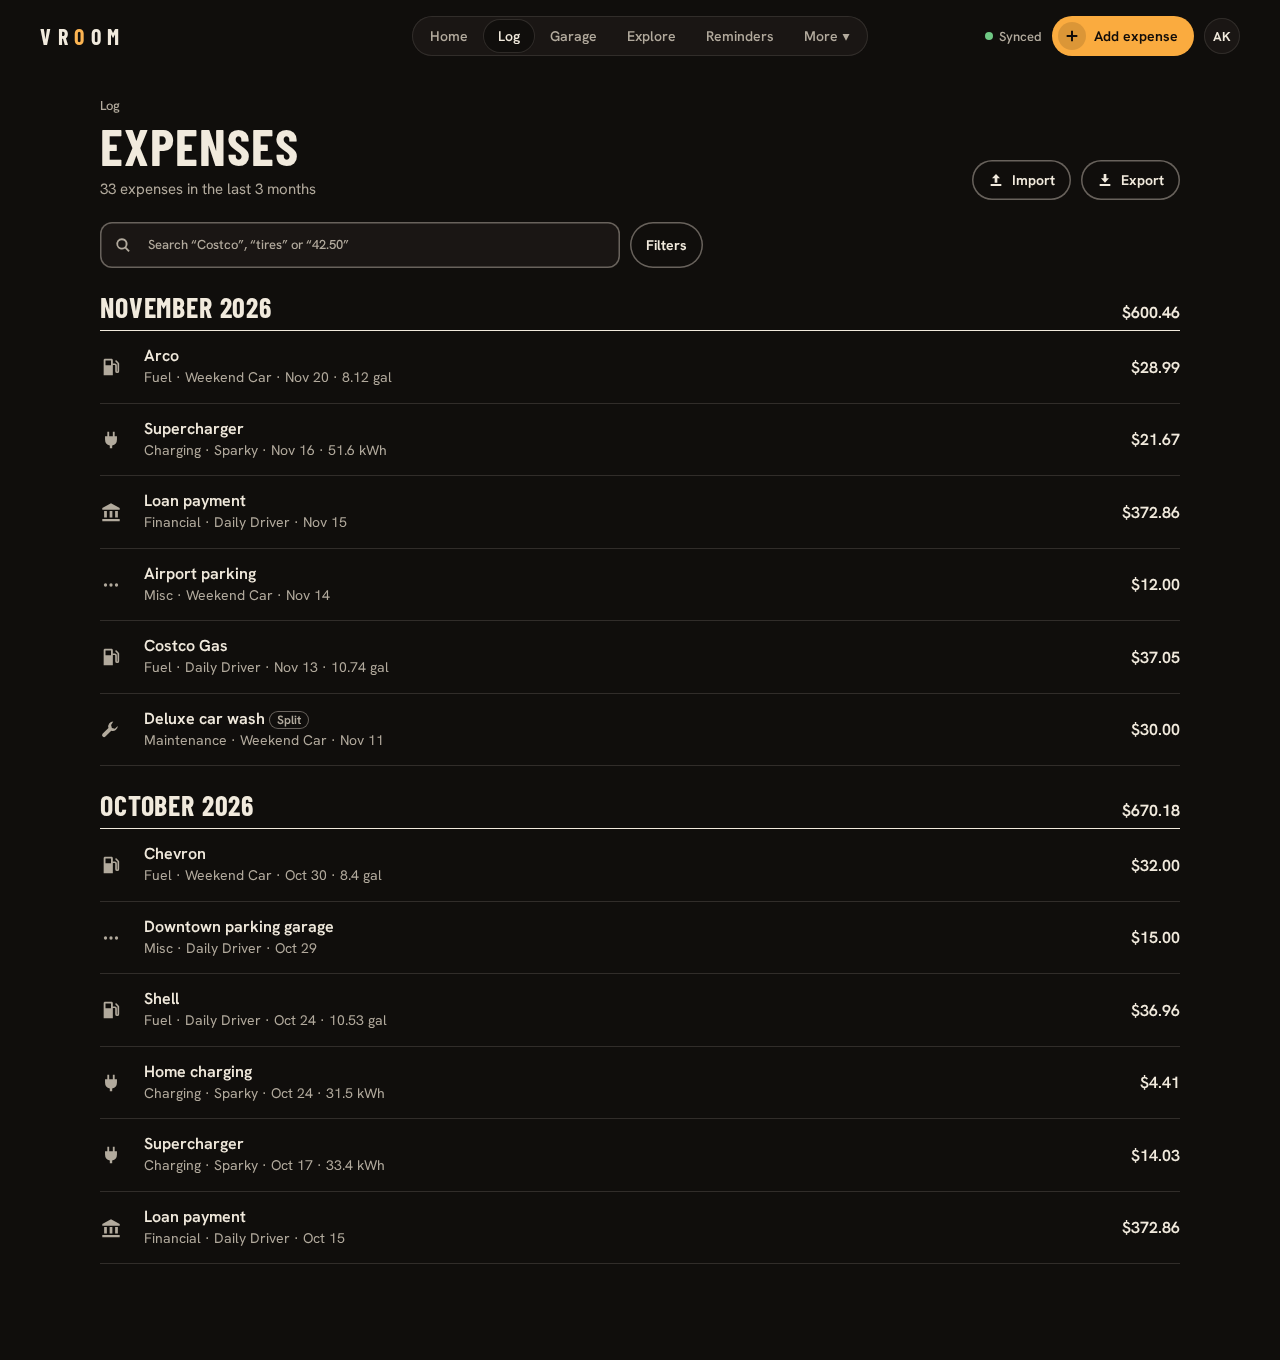 VROOM
Home Log Garage Explore Reminders More ▾
Synced
+ Add expense
AK
Log
EXPENSES
33 expenses in the last 3 months
Import
Export
Search “Costco”, “tires” or “42.50”
Filters
NOVEMBER 2026 $600.46
Arco
Fuel · Weekend Car · Nov 20 · 8.12 gal
$28.99
Supercharger
Charging · Sparky · Nov 16 · 51.6 kWh
$21.67
Loan payment
Financial · Daily Driver · Nov 15
$372.86
Airport parking
Misc · Weekend Car · Nov 14
$12.00
Costco Gas
Fuel · Daily Driver · Nov 13 · 10.74 gal
$37.05
Deluxe car wash Split
Maintenance · Weekend Car · Nov 11
$30.00
OCTOBER 2026 $670.18
Chevron
Fuel · Weekend Car · Oct 30 · 8.4 gal
$32.00
Downtown parking garage
Misc · Daily Driver · Oct 29
$15.00
Shell
Fuel · Daily Driver · Oct 24 · 10.53 gal
$36.96
Home charging
Charging · Sparky · Oct 24 · 31.5 kWh
$4.41
Supercharger
Charging · Sparky · Oct 17 · 33.4 kWh
$14.03
Loan payment
Financial · Daily Driver · Oct 15
$372.86